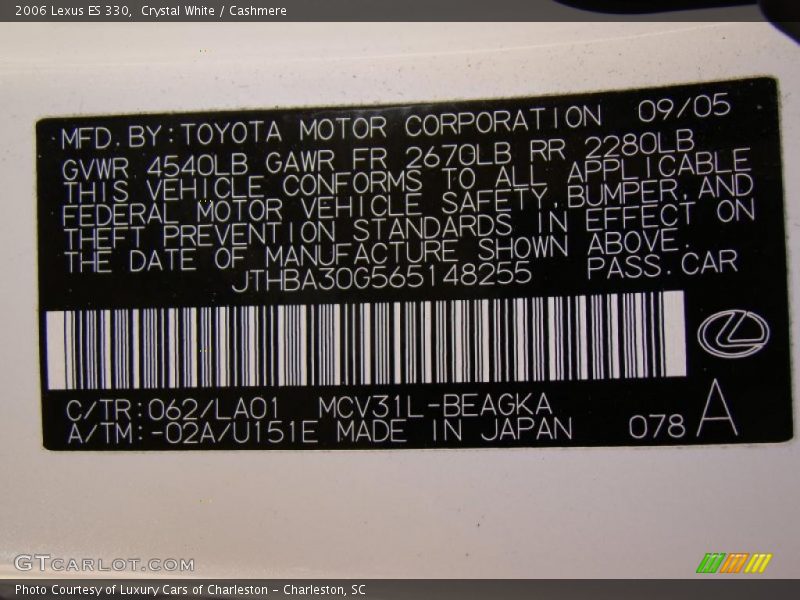 2006 Lexus ES 330,  Crystal White / Cashmere
MFD. BY: TOYOTA MOTOR CORPORATION 09/05
GVWR 4540LB GAWR FR 2670LB RR 2280LB
THIS VEHICLE CONFORMS TO ALL APPLICABLE
FEDERAL MOTOR VEHICLE SAFETY, BUMPER, AND
THEFT PREVENTION STANDARDS IN EFFECT ON
THE DATE OF MANUFACTURE SHOWN ABOVE.
JTHBA30G565148255 PASS. CAR
C/TR: 062/LA01 MCV31L-BEAGKA
A/TM: -02A/U151E MADE IN JAPAN 078 A
GTCARLOT.COM
Photo Courtesy of Luxury Cars of Charleston - Charleston, SC